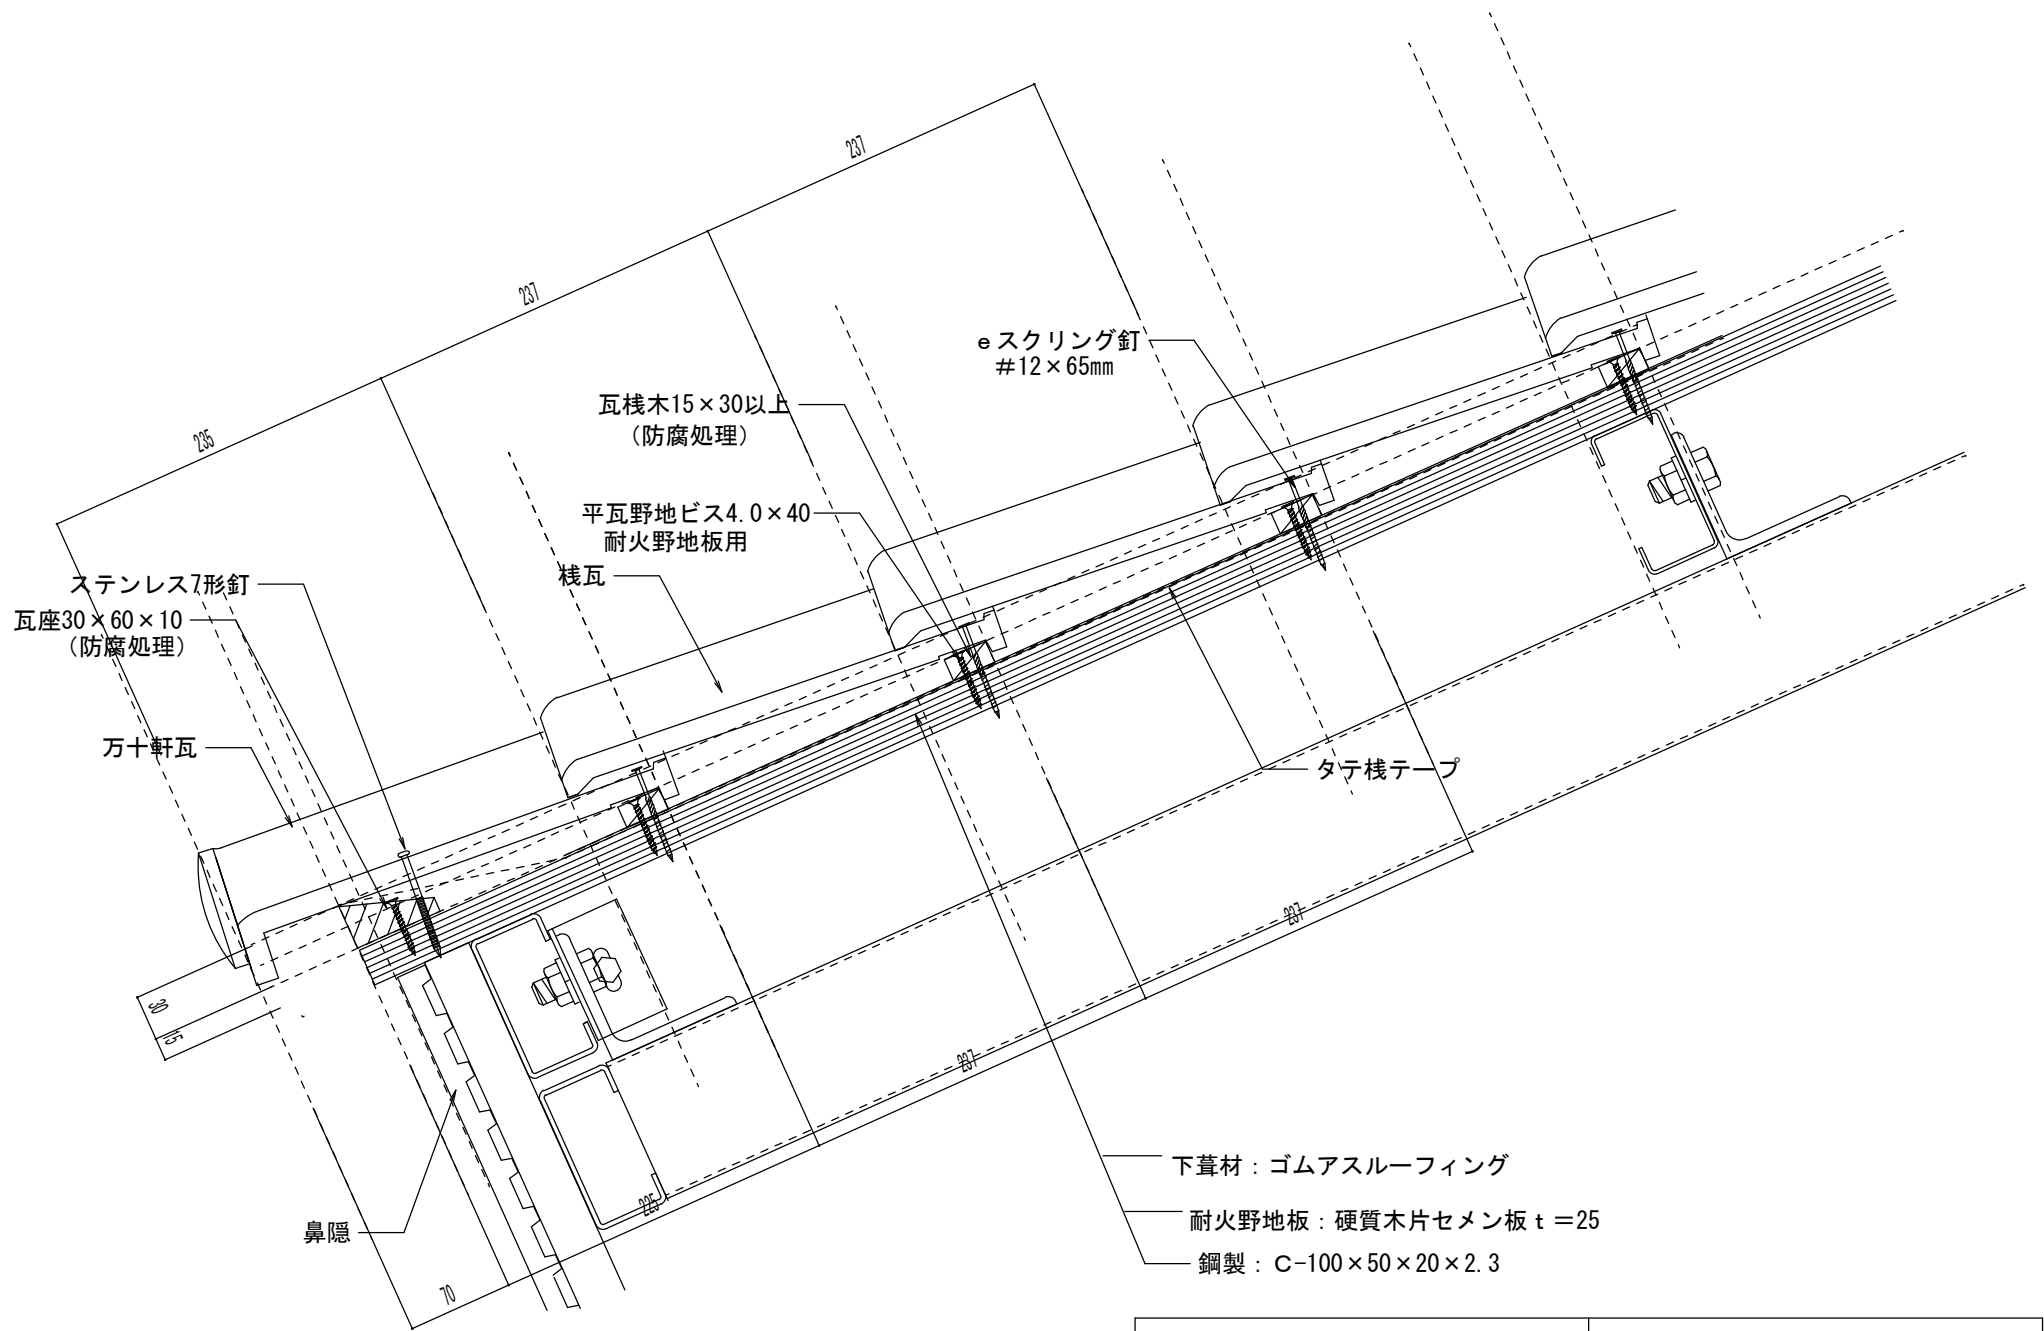 237
237
235
eスクリング釘
#12×65mm
瓦桟木15×30以上
(防腐処理)
平瓦野地ビス4.0×40
耐火野地板用
桟瓦
ステンレス7形釘
瓦座30×60×10
(防腐処理)
万十軒瓦
タテ桟テープ
30
15
237
237
225
70
鼻隠
下葺材：ゴムアスルーフィング
耐火野地板：硬質木片セメン板ｔ＝25
鋼製：C-100×50×20×2.3